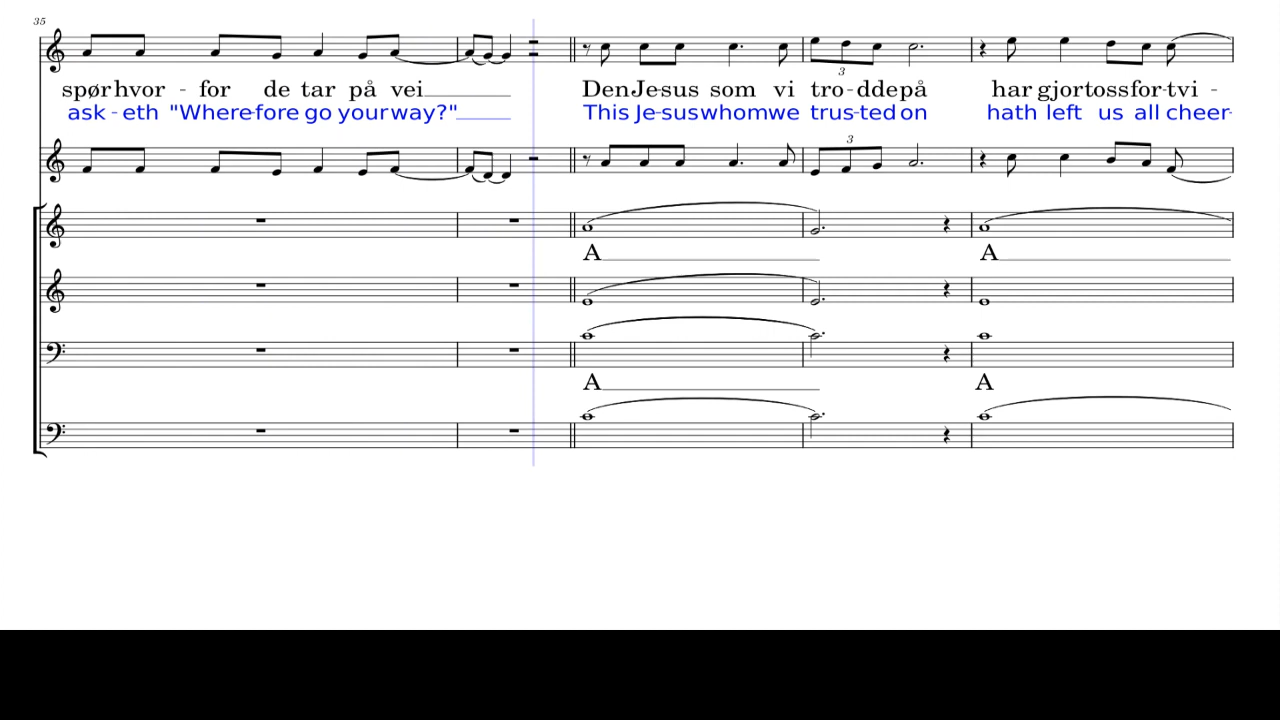 35
spør hvor - for de tar på vei Den Je-sus som vi tro-dde på har gjort oss for-tvi -
ask - eth "Where-fore go your way?" This Je-sus whom we trus-ted on hath left us all cheer-
3
3
A A
A A